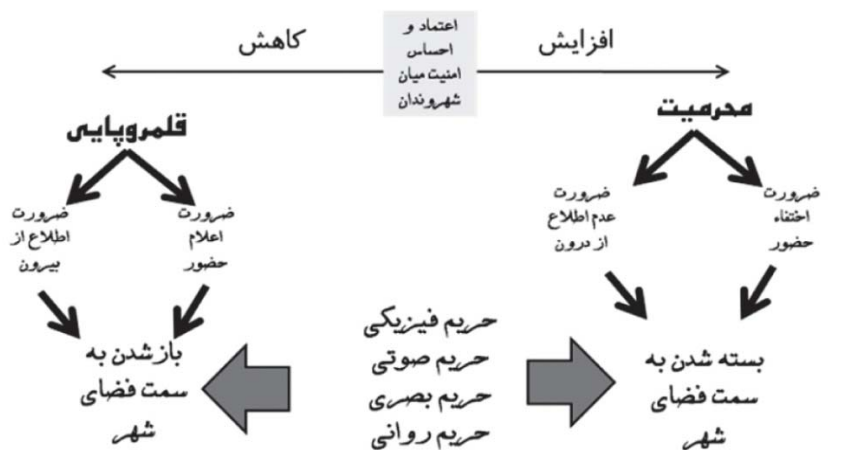 افزایش
اعتماد و
احساس
امنیت میان
شهروندان
کاهش
محرمیت
ضرورت
اختفاء
حضور
ضرورت
عدم اطلاع
از درون
بسته شدن به
سمت فضای
شهر
حریم فیزیکی
حریم صوتی
حریم بصری
حریم روانی
قلمروپایی
ضرورت
اعلام
حضور
ضرورت
اطلاع از
بیرون
باز شدن به
سمت فضای
شهر